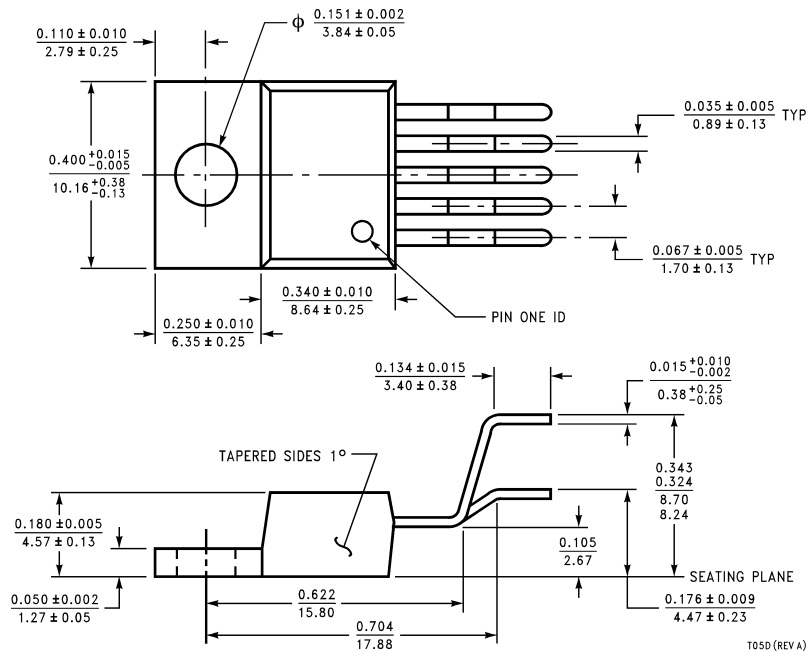 ϕ 0.151 ± 0.002
3.84 ± 0.05
0.110 ± 0.010
2.79 ± 0.25
0.035 ± 0.005 TYP
0.89 ± 0.13
0.400 +0.015 -0.005
10.16 +0.38 -0.13
0.067 ± 0.005 TYP
1.70 ± 0.13
0.340 ± 0.010
8.64 ± 0.25
PIN ONE ID
0.250 ± 0.010
6.35 ± 0.25
0.134 ± 0.015
3.40 ± 0.38
0.015 +0.010 -0.002
0.38 +0.25 -0.05
TAPERED SIDES 1°
0.343
0.324
8.70
8.24
0.180 ± 0.005
4.57 ± 0.13
0.105
2.67
SEATING PLANE
0.050 ± 0.002
1.27 ± 0.05
0.622
15.80
0.176 ± 0.009
4.47 ± 0.23
0.704
17.88
T05D (REV A)